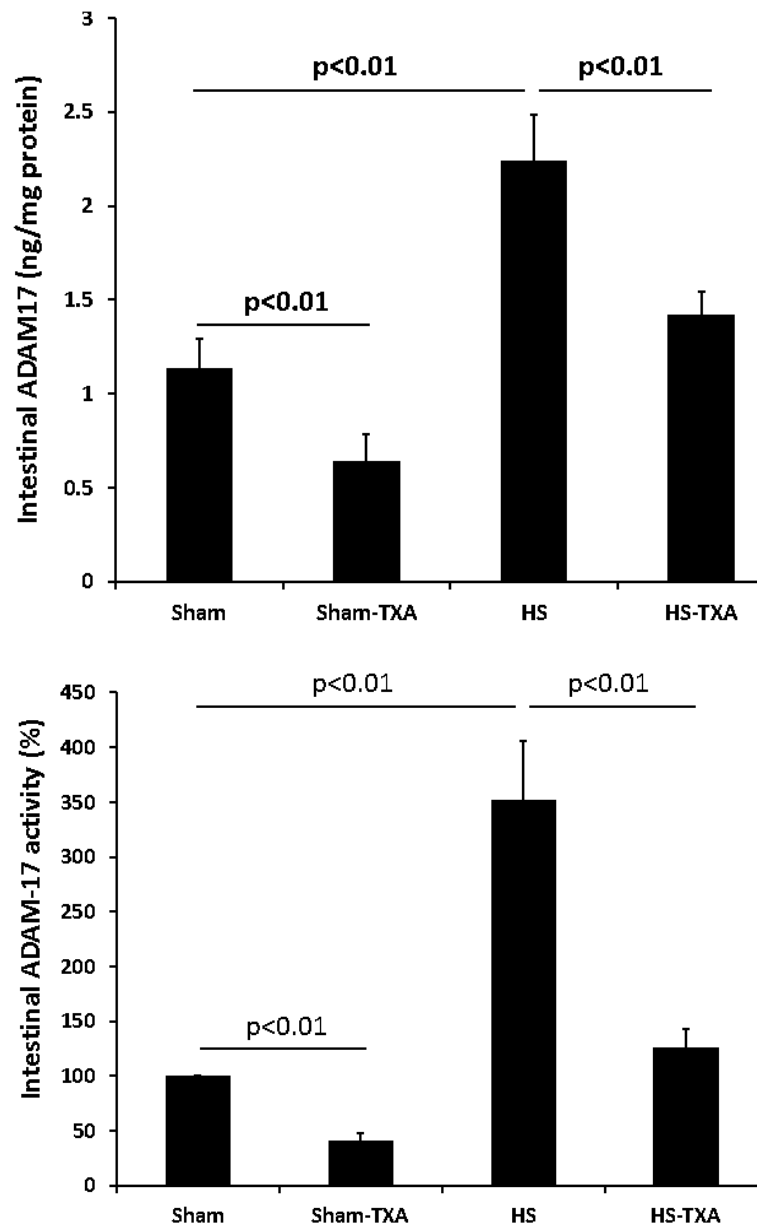 3
p<0.01 p<0.01
2.5
2
1.5
p<0.01
1
0.5
0
Intestinal ADAM17 (ng/mg protein)
Sham Sham-TXA HS HS-TXA
450
p<0.01 p<0.01
400
350
300
250
200
150
p<0.01
100
50
0
Intestinal ADAM-17 activity (%)
Sham Sham-TXA HS HS-TXA